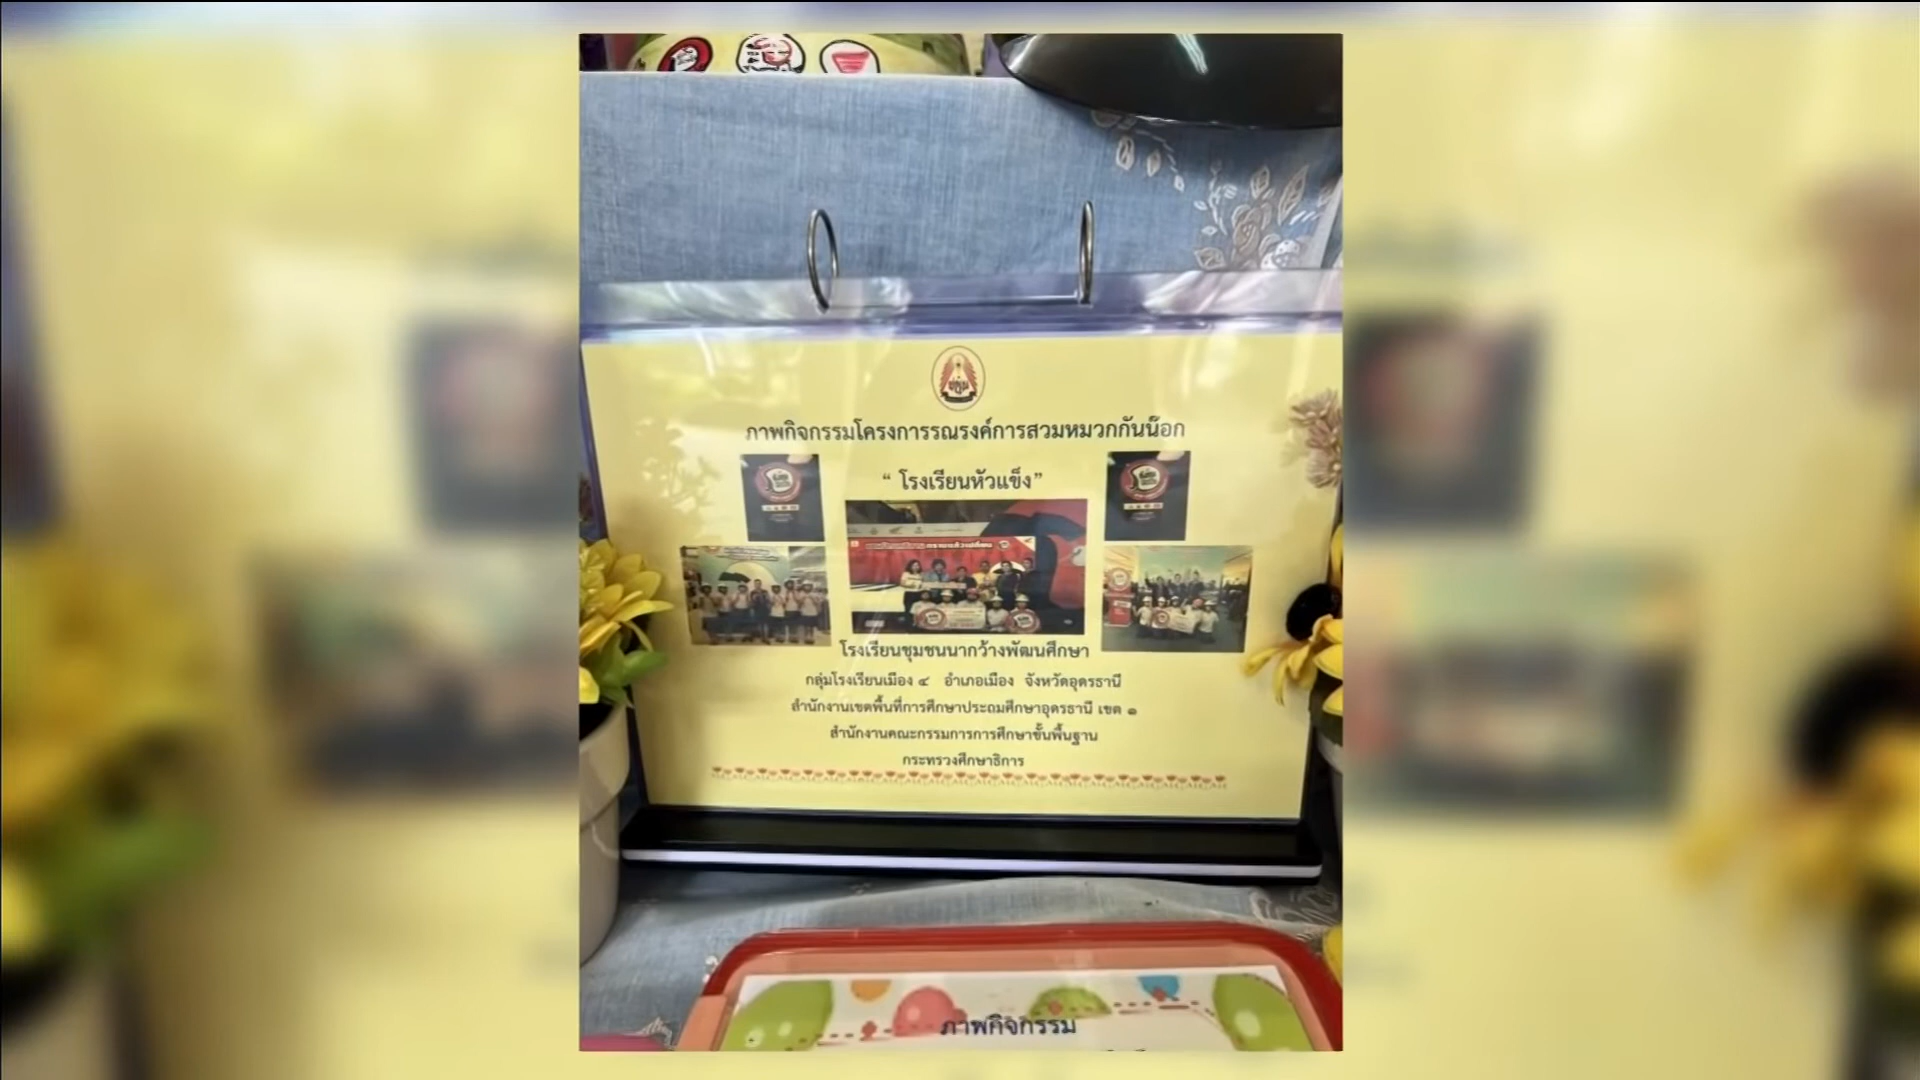 ภาพกิจกรรมโครงการรณรงค์การสวมหมวกกันน๊อก
“ โรงเรียนหัวแข็ง”
โรงเรียนชุมชนนากว้างพัฒนศึกษา
กลุ่มโรงเรียนเมือง ๔ อำเภอเมือง จังหวัดอุดรธานี
สำนักงานเขตพื้นที่การศึกษาประถมศึกษาอุดรธานี เขต ๑
สำนักงานคณะกรรมการการศึกษาขั้นพื้นฐาน
กระทรวงศึกษาธิการ
ภาพกิจกรรม